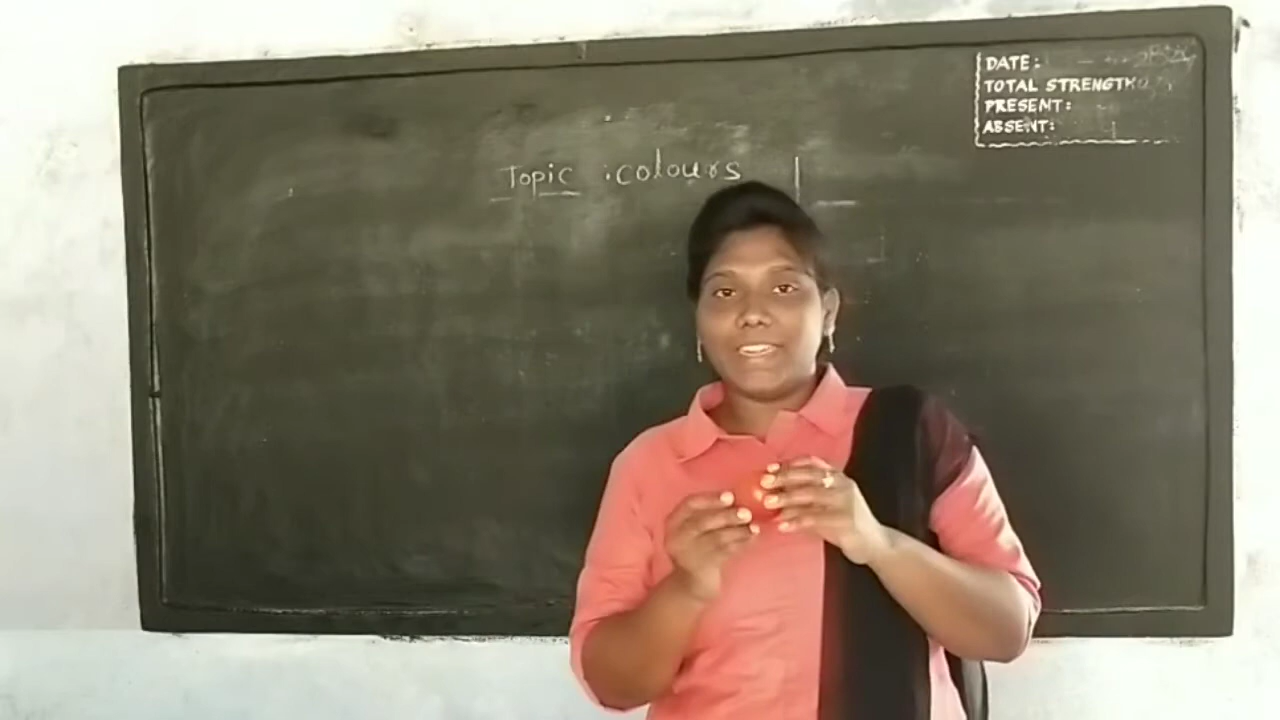 DATE:
TOTAL STRENGTH
PRESENT:
ABSENT:
Topic : colours